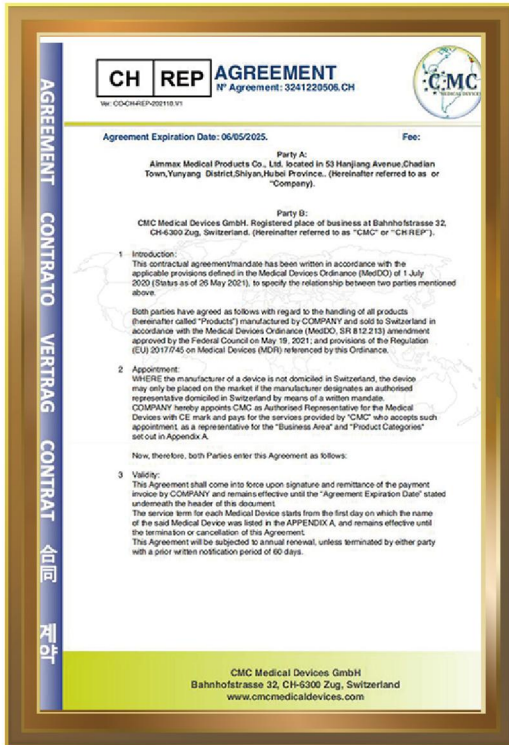 CH REP AGREEMENT
N° Agreement: 3241220506.CH
Ver: CO-CH-REP-202110.V1
CMC
MEDICAL DEVICES
Agreement Expiration Date: 06/05/2025. Fee:
Party A:
Aimmax Medical Products Co., Ltd. located in 53 Hanjiang Avenue,Chadian
Town,Yunyang District,Shiyan,Hubei Province.. (Hereinafter referred to as or
"Company).
Party B:
CMC Medical Devices GmbH. Registered place of business at Bahnhofstrasse 32,
CH-6300 Zug, Switzerland. (Hereinafter referred to as "CMC" or "CH REP").
1 Introduction:
This contractual agreement/mandate has been written in accordance with the
applicable provisions defined in the Medical Devices Ordinance (MedDO) of 1 July
2020 (Status as of 26 May 2021), to specify the relationship between two parties mentioned
above.
Both parties have agreed as follows with regard to the handling of all products
(hereinafter called "Products") manufactured by COMPANY and sold to Switzerland in
accordance with the Medical Devices Ordinance (MedDO, SR 812.213) amendment
approved by the Federal Council on May 19, 2021; and provisions of the Regulation
(EU) 2017/745 on Medical Devices (MDR) referenced by this Ordinance.
2 Appointment:
WHERE the manufacturer of a device is not domiciled in Switzerland, the device
may only be placed on the market if the manufacturer designates an authorised
representative domiciled in Switzerland by means of a written mandate.
COMPANY hereby appoints CMC as Authorised Representative for the Medical
Devices with CE mark and pays for the services provided by "CMC" who accepts such
appointment, as a representative for the "Business Area" and "Product Categories"
set out in Appendix A.
Now, therefore, both Parties enter this Agreement as follows:
3 Validity:
This Agreement shall come into force upon signature and remittance of the payment
invoice by COMPANY and remains effective until the "Agreement Expiration Date" stated
underneath the header of this document.
The service term for each Medical Device starts from the first day on which the name
of the said Medical Device was listed in the APPENDIX A, and remains effective until
the termination or cancellation of this Agreement.
This Agreement will be subjected to annual renewal, unless terminated by either party
with a prior written notification period of 60 days.
AGREEMENT CONTRATO VERTRAG CONTRAT 合同 계약
CMC Medical Devices GmbH
Bahnhofstrasse 32, CH-6300 Zug, Switzerland
www.cmcmedicaldevices.com